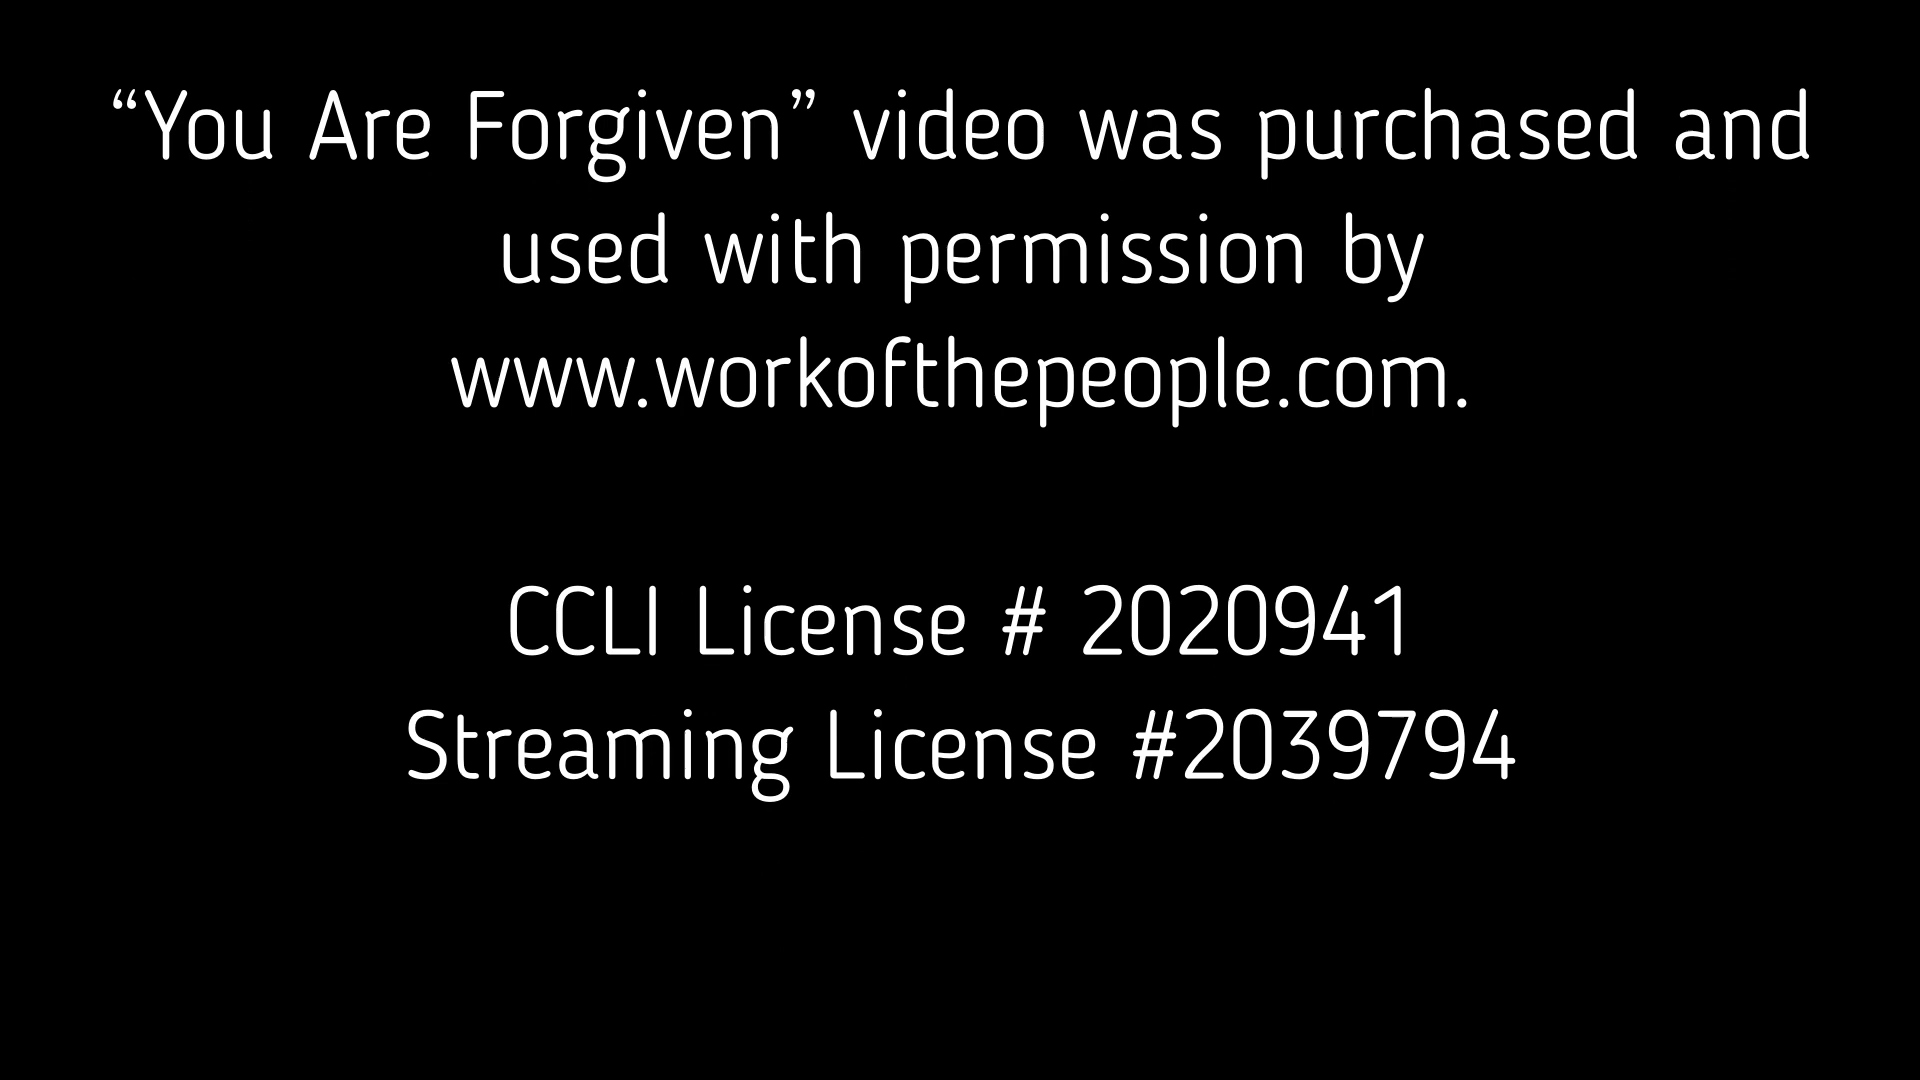 “You Are Forgiven” video was purchased and
used with permission by
www.workofthepeople.com.
CCLI License # 2020941
Streaming License #2039794